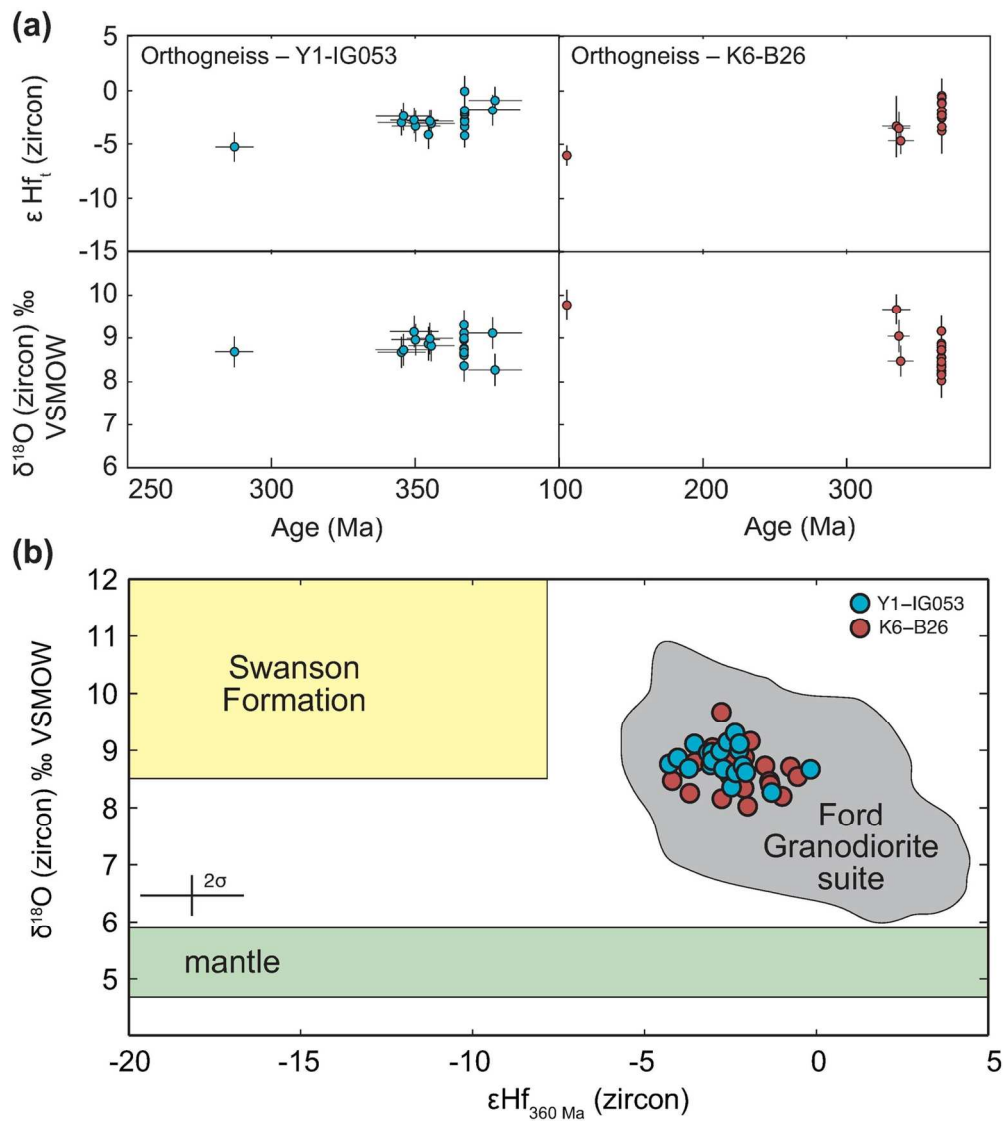 (a)
Orthogneiss – Y1-IG053
Orthogneiss – K6-B26
5
0
-5
-10
-15
ε Hfₜ (zircon)
10
9
8
7
6
δ¹⁸O (zircon) ‰
VSMOW
250 300 350 100 200 300
Age (Ma) Age (Ma)
(b)
12
11
10
9
8
7
6
5
δ¹⁸O (zircon) ‰ VSMOW
Y1–IG053
K6–B26
Swanson
Formation
Ford
Granodiorite
suite
2σ
mantle
-20 -15 -10 -5 0 5
εHf₃₆₀ Ma (zircon)